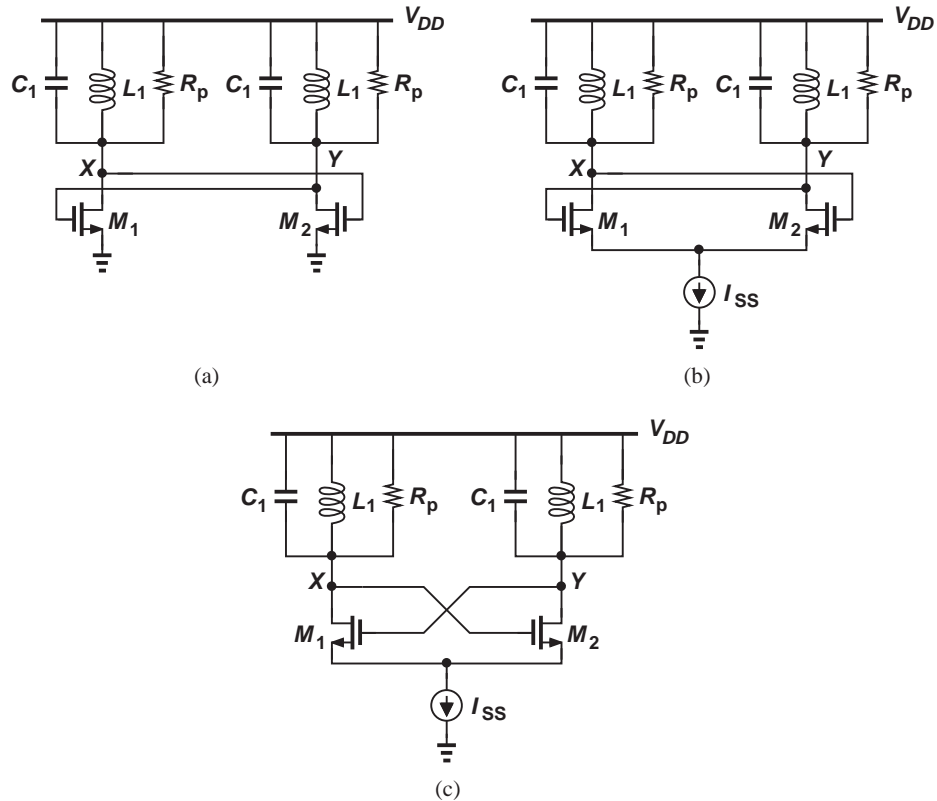 V_DD V_DD
C_1 L_1 R_p C_1 L_1 R_p C_1 L_1 R_p C_1 L_1 R_p
X Y X Y
M_1 M_2 M_1 M_2
I_SS
(a) (b)
V_DD
C_1 L_1 R_p C_1 L_1 R_p
X Y
M_1 M_2
I_SS
(c)